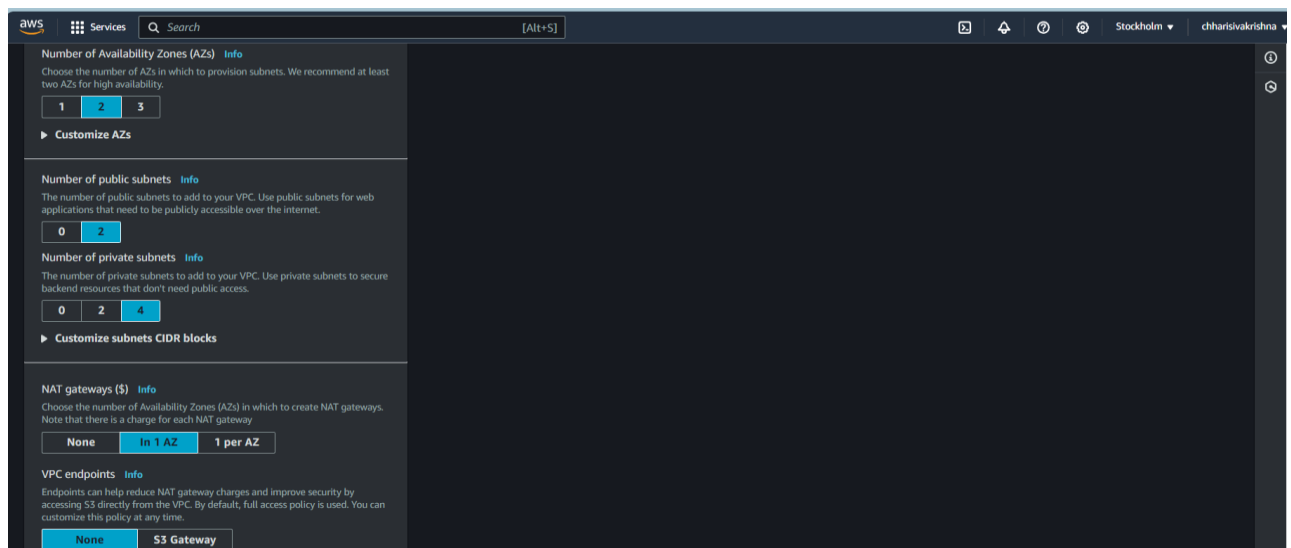 aws Services Search [Alt+S] Stockholm ▼ chharisivakrishna ▼
Number of Availability Zones (AZs) Info
Choose the number of AZs in which to provision subnets. We recommend at least
two AZs for high availability.
1 2 3
▶ Customize AZs
Number of public subnets Info
The number of public subnets to add to your VPC. Use public subnets for web
applications that need to be publicly accessible over the internet.
0 2
Number of private subnets Info
The number of private subnets to add to your VPC. Use private subnets to secure
backend resources that don't need public access.
0 2 4
▶ Customize subnets CIDR blocks
NAT gateways ($) Info
Choose the number of Availability Zones (AZs) in which to create NAT gateways.
Note that there is a charge for each NAT gateway
None In 1 AZ 1 per AZ
VPC endpoints Info
Endpoints can help reduce NAT gateway charges and improve security by
accessing S3 directly from the VPC. By default, full access policy is used. You can
customize this policy at any time.
None S3 Gateway